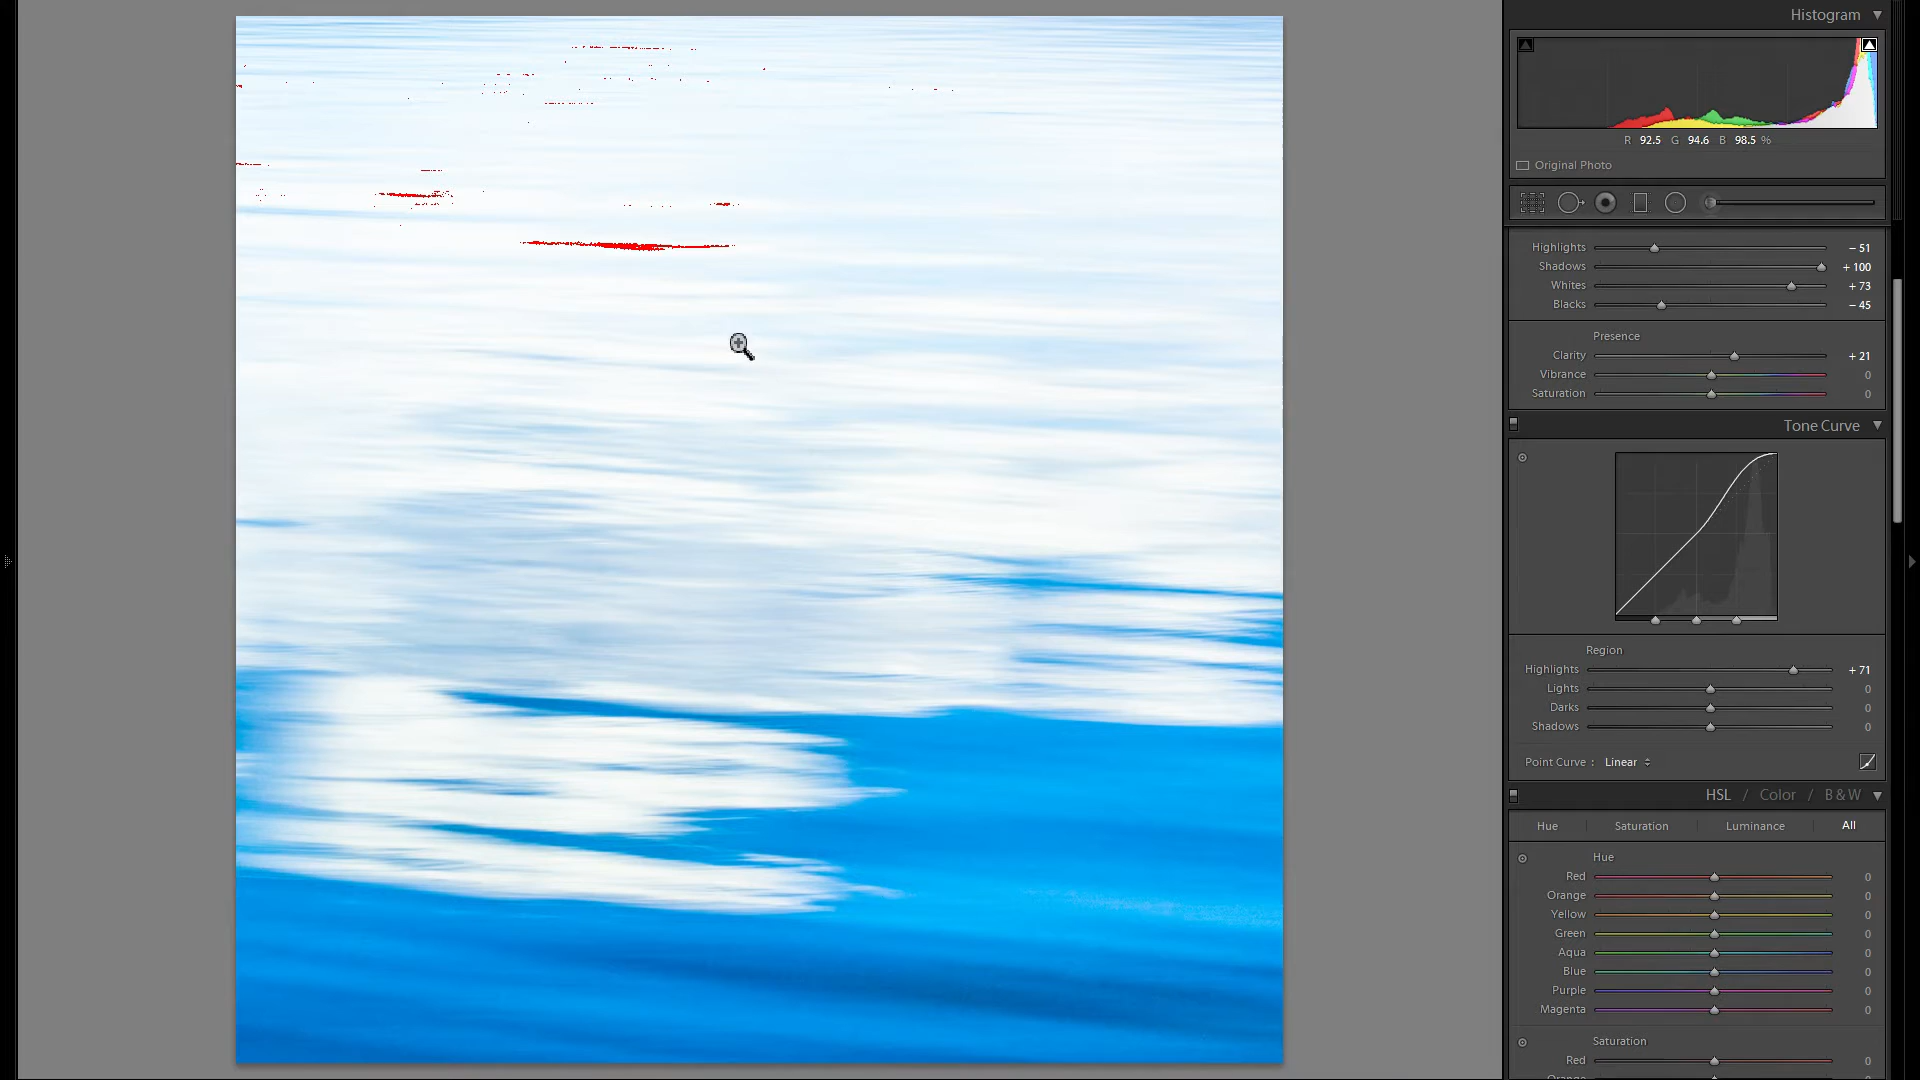 Histogram
R 92.5 G 94.6 B 98.5 %
Original Photo
Highlights – 51
Shadows + 100
Whites + 73
Blacks – 45
Presence
Clarity + 21
Vibrance 0
Saturation 0
Tone Curve
Region
Highlights + 71
Lights 0
Darks 0
Shadows 0
Point Curve : Linear
HSL / Color / B & W
Hue Saturation Luminance All
Hue
Red 0
Orange 0
Yellow 0
Green 0
Aqua 0
Blue 0
Purple 0
Magenta 0
Saturation
Red 0